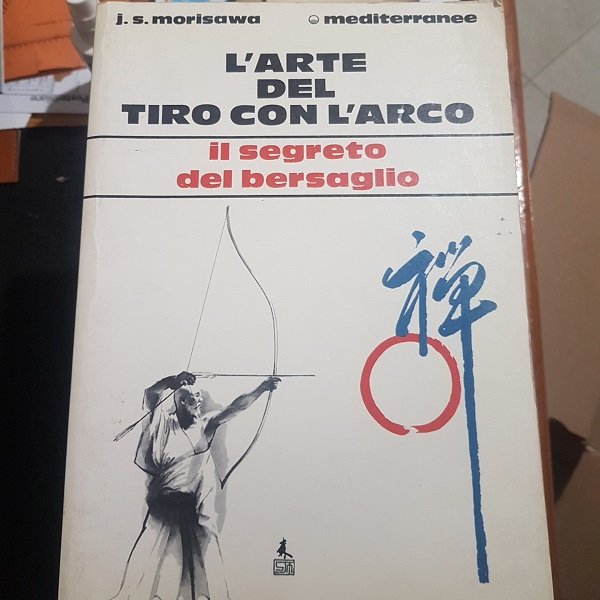 j. s. morisawa
mediterranee
L'ARTE
DEL
TIRO CON L'ARCO
il segreto
del bersaglio
禅